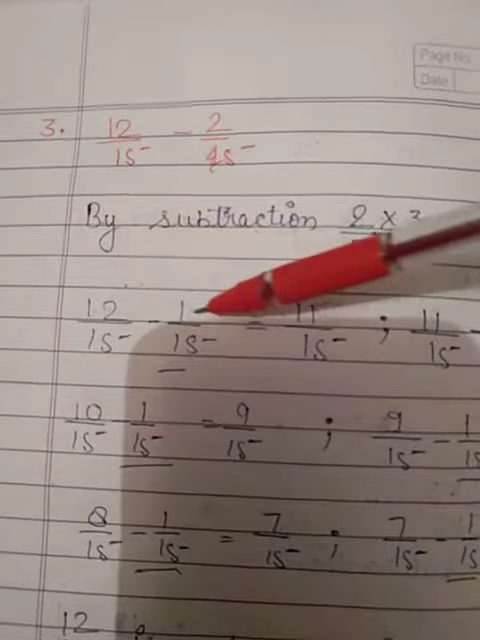 Page No.
Date
3. 12/15 - 2/45
By subtraction 2 x
12/15 - 1/15 = 11/15 ; 11/15 -
10/15 - 1/15 = 9/15 ; 9/15 - 1/15
8/15 - 1/15 = 7/15 ; 7/15 - 1/15
12